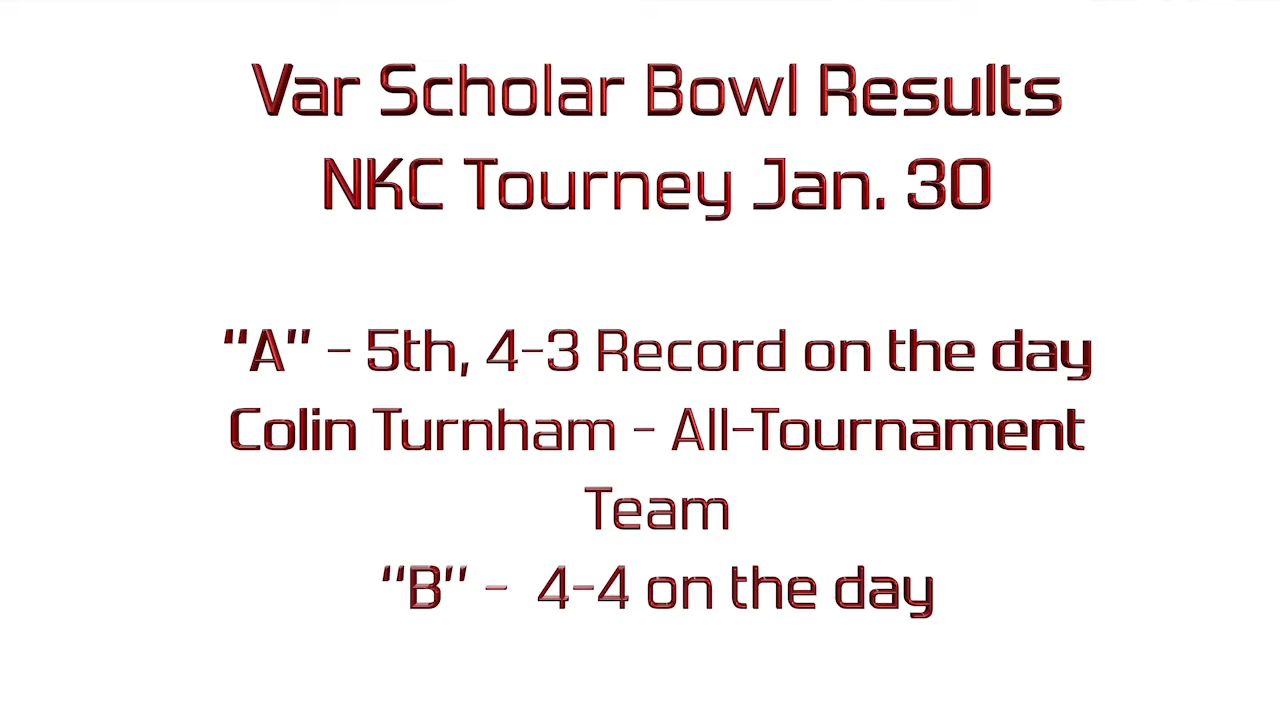 Var Scholar Bowl Results
NKC Tourney Jan. 30
“A” - 5th, 4-3 Record on the day
Colin Turnham - All-Tournament
Team
“B” -  4-4 on the day